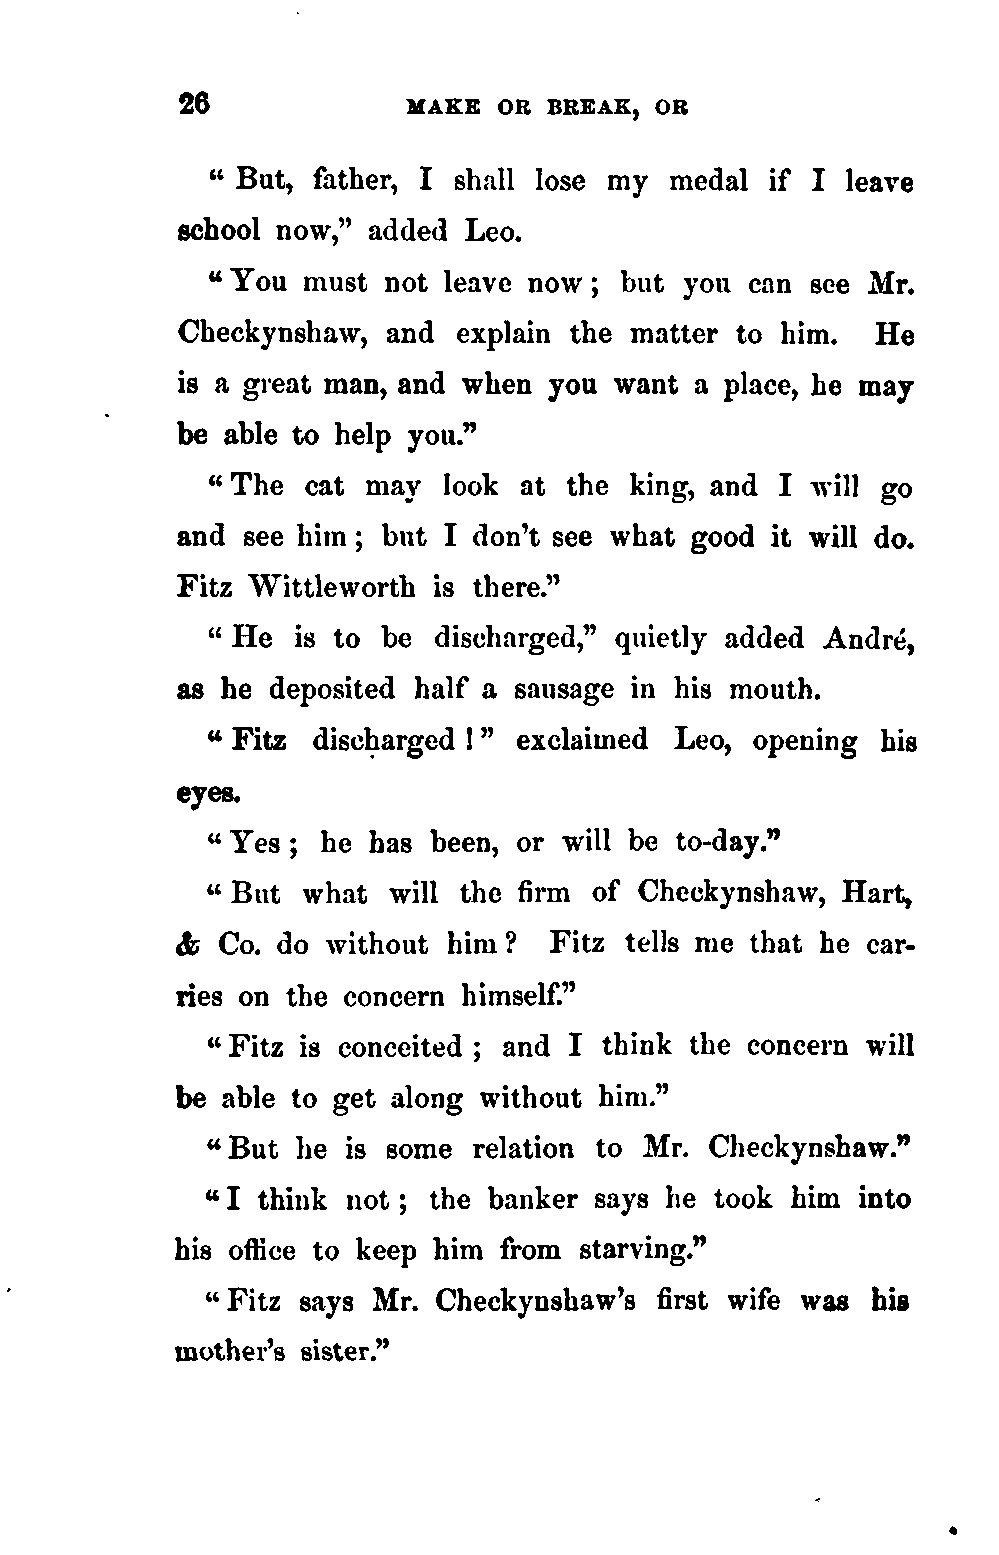 26 MAKE OR BREAK, OR
“ But, father, I shall lose my medal if I leave
school now,” added Leo.
“ You must not leave now ; but you can see Mr.
Checkynshaw, and explain the matter to him. He
is a great man, and when you want a place, he may
be able to help you.”
“ The cat may look at the king, and I will go
and see him ; but I don’t see what good it will do.
Fitz Wittleworth is there.”
“ He is to be discharged,” quietly added André,
as he deposited half a sausage in his mouth.
“ Fitz discharged ! ” exclaimed Leo, opening his
eyes.
“ Yes ; he has been, or will be to-day.”
“ But what will the firm of Checkynshaw, Hart,
& Co. do without him ? Fitz tells me that he car-
ries on the concern himself.”
“ Fitz is conceited ; and I think the concern will
be able to get along without him.”
“ But he is some relation to Mr. Checkynshaw.”
“ I think not ; the banker says he took him into
his office to keep him from starving.”
“ Fitz says Mr. Checkynshaw’s first wife was his
mother’s sister.”